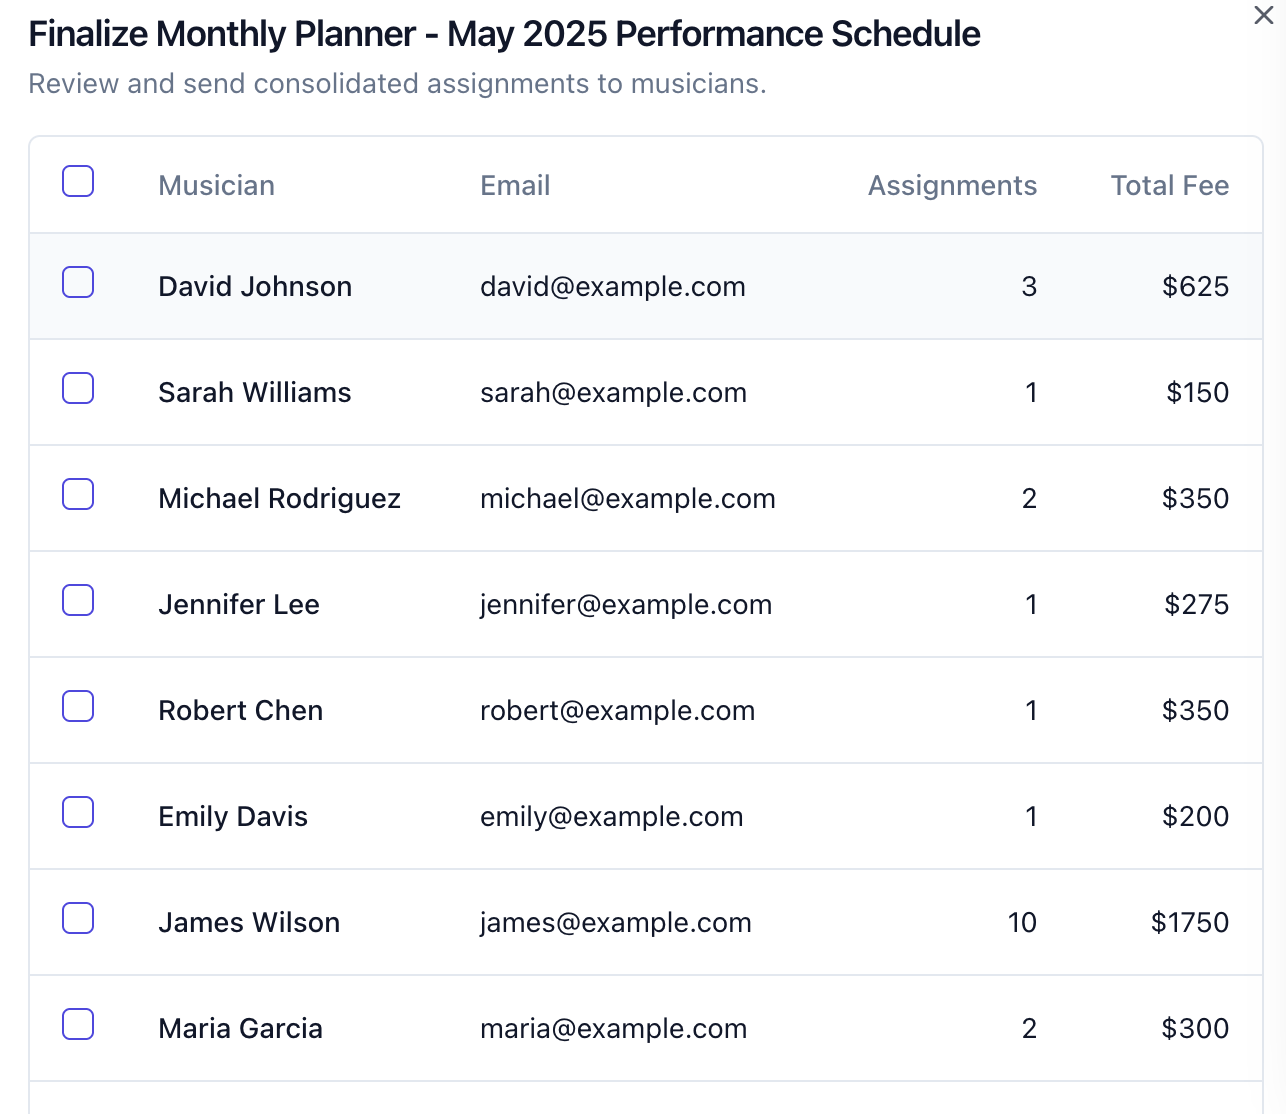 Finalize Monthly Planner - May 2025 Performance Schedule
Review and send consolidated assignments to musicians.
Musician Email Assignments Total Fee
David Johnson david@example.com 3 $625
Sarah Williams sarah@example.com 1 $150
Michael Rodriguez michael@example.com 2 $350
Jennifer Lee jennifer@example.com 1 $275
Robert Chen robert@example.com 1 $350
Emily Davis emily@example.com 1 $200
James Wilson james@example.com 10 $1750
Maria Garcia maria@example.com 2 $300